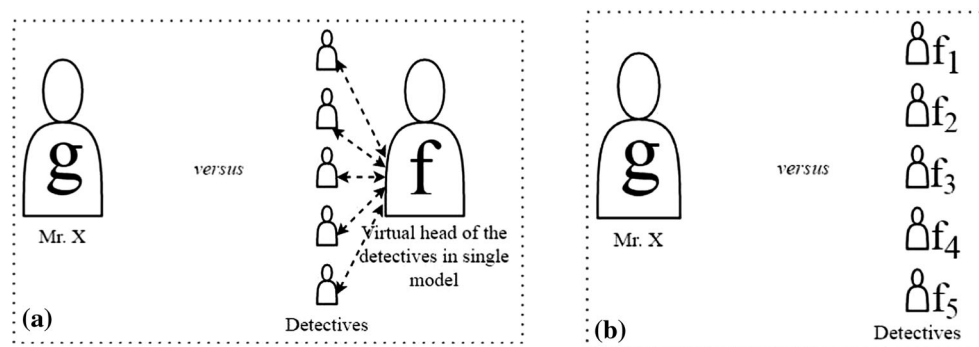 g
Mr. X
versus
f
Virtual head of the
detectives in single
model
Detectives
(a)
g
Mr. X
versus
f1
f2
f3
f4
f5
Detectives
(b)